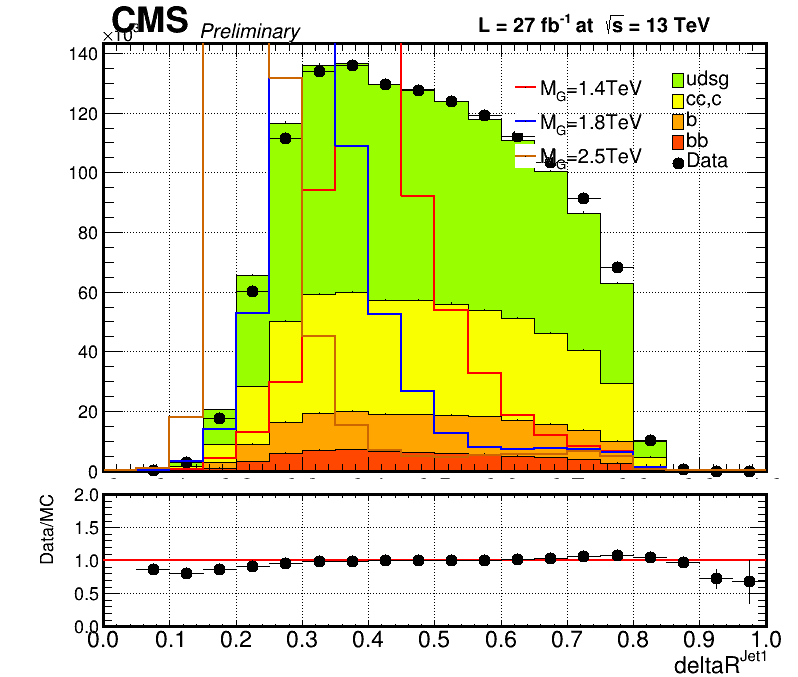 CMS Preliminary L = 27 fb⁻¹ at √s = 13 TeV
×10³
140
120
100
80
60
40
20
0
M_G=1.4TeV
M_G=1.8TeV
M_G=2.5TeV
udsg
cc,c
b
bb
Data
Data/MC
2.0
1.5
1.0
0.5
0.0
0.0 0.1 0.2 0.3 0.4 0.5 0.6 0.7 0.8 0.9 1.0
deltaR^Jet1